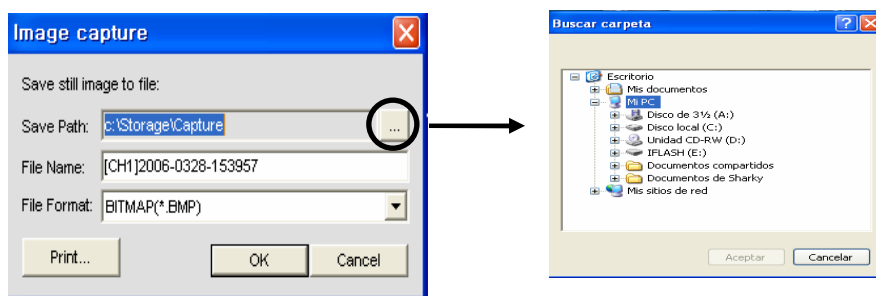 Image capture
Save still image to file:
Save Path: c:\Storage\Capture ...
File Name: [CH1]2006-0328-153957
File Format: BITMAP(*.BMP)
Print... OK Cancel
Buscar carpeta
Escritorio
Mis documentos
Mi PC
Disco de 3½ (A:)
Disco local (C:)
Unidad CD-RW (D:)
IFLASH (E:)
Documentos compartidos
Documentos de Sharky
Mis sitios de red
Aceptar Cancelar